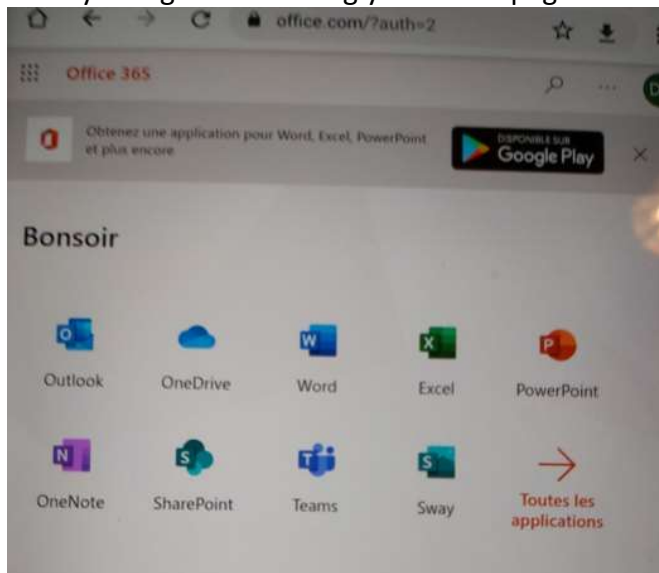 office.com/?auth=2
Office 365
D
Obtenez une application pour Word, Excel, PowerPoint
et plus encore
DISPONIBLE SUR
Google Play
Bonsoir
Outlook OneDrive Word Excel PowerPoint
OneNote SharePoint Teams Sway Toutes les
applications